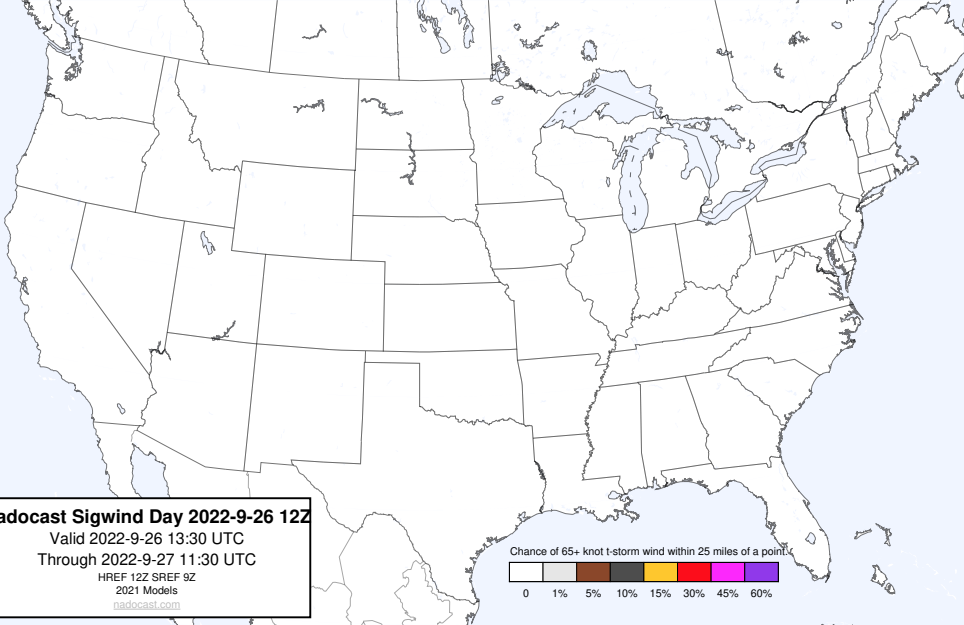 adocast Sigwind Day 2022-9-26 12Z
Valid 2022-9-26 13:30 UTC
Through 2022-9-27 11:30 UTC
HREF 12Z SREF 9Z
2021 Models
nadocast.com
Chance of 65+ knot t-storm wind within 25 miles of a point.
0 1% 5% 10% 15% 30% 45% 60%